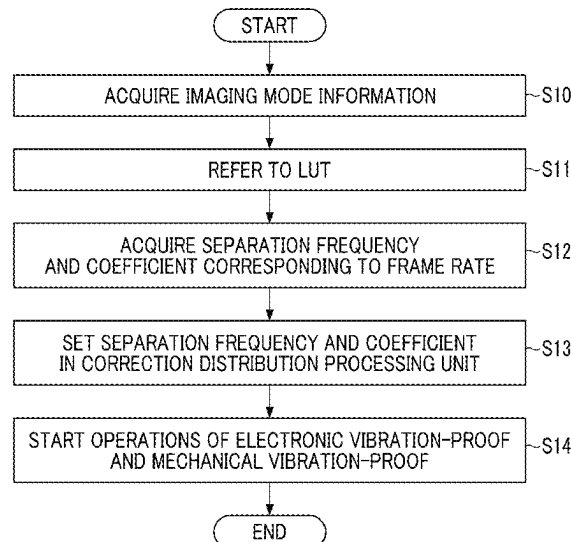 START
ACQUIRE IMAGING MODE INFORMATION
S10
REFER TO LUT
S11
ACQUIRE SEPARATION FREQUENCY
AND COEFFICIENT CORRESPONDING TO FRAME RATE
S12
SET SEPARATION FREQUENCY AND COEFFICIENT
IN CORRECTION DISTRIBUTION PROCESSING UNIT
S13
START OPERATIONS OF ELECTRONIC VIBRATION-PROOF
AND MECHANICAL VIBRATION-PROOF
S14
END